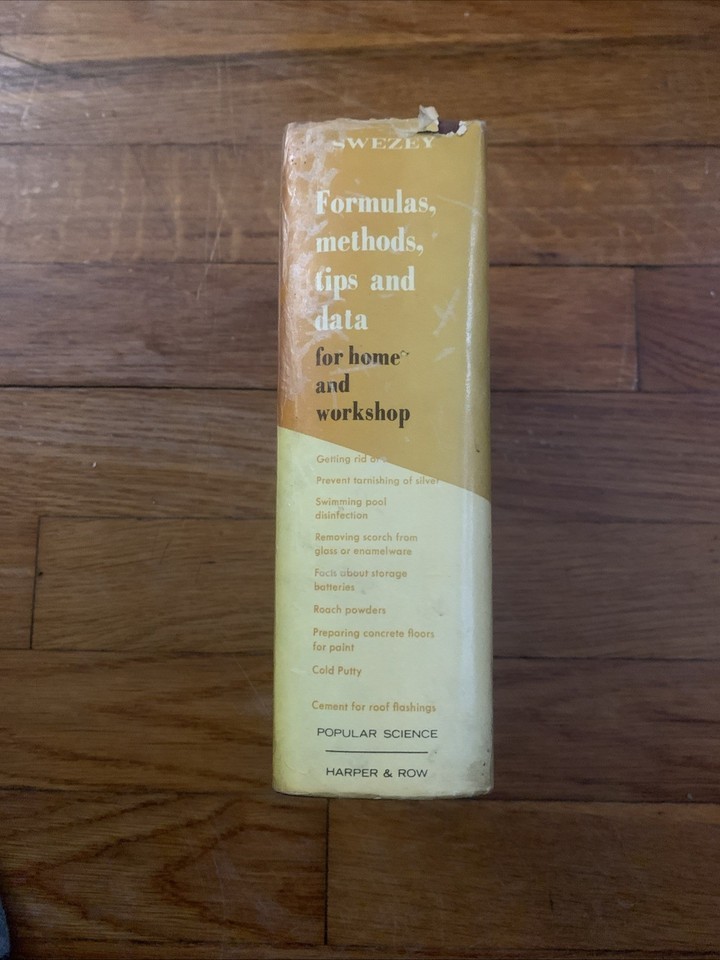 SWEZEY
Formulas,
methods,
tips and
data
for home
and
workshop
Getting rid
Prevent tarnishing of silver
Swimming pool
disinfection
Removing scorch from
glass or enamelware
Facts about storage
batteries
Roach powders
Preparing concrete floors
for paint
Cold Putty
Cement for roof flashings
POPULAR SCIENCE
HARPER & ROW